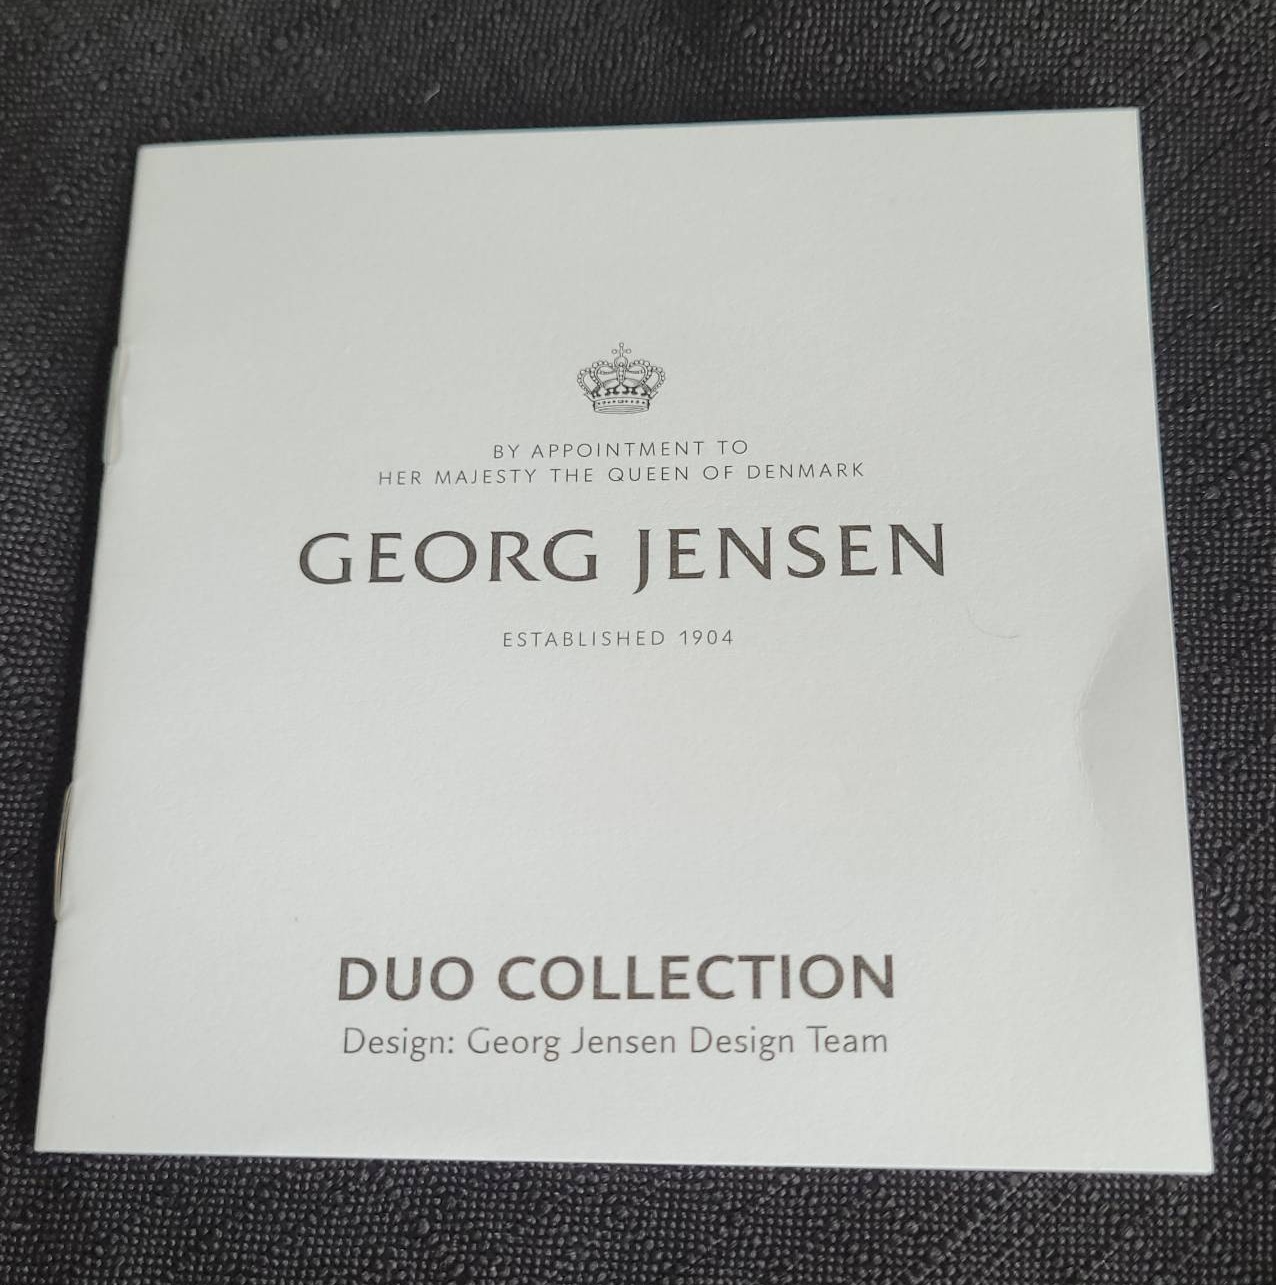 BY APPOINTMENT TO
HER MAJESTY THE QUEEN OF DENMARK
GEORG JENSEN
ESTABLISHED 1904
DUO COLLECTION
Design: Georg Jensen Design Team